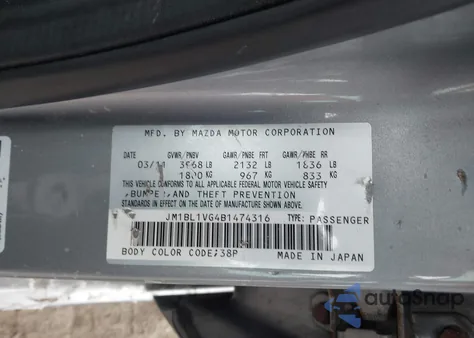 MFD. BY MAZDA MOTOR CORPORATION
DATE GVWR/PNBV GAWR/PNBE FRT GAWR/PNBE RR
03/11 3968 LB 2132 LB 1836 LB
1800 KG 967 KG 833 KG
THIS VEHICLE CONFORMS TO ALL APPLICABLE FEDERAL MOTOR VEHICLE
SAFETY, BUMPER, AND THEFT PREVENTION
STANDARDS IN EFFECT ON THE DATE OF MANUFACTURE SHOWN ABOVE.
JM1BL1VG4B1474316 TYPE: PASSENGER
BODY COLOR CODE: 38P MADE IN JAPAN
autoSnap